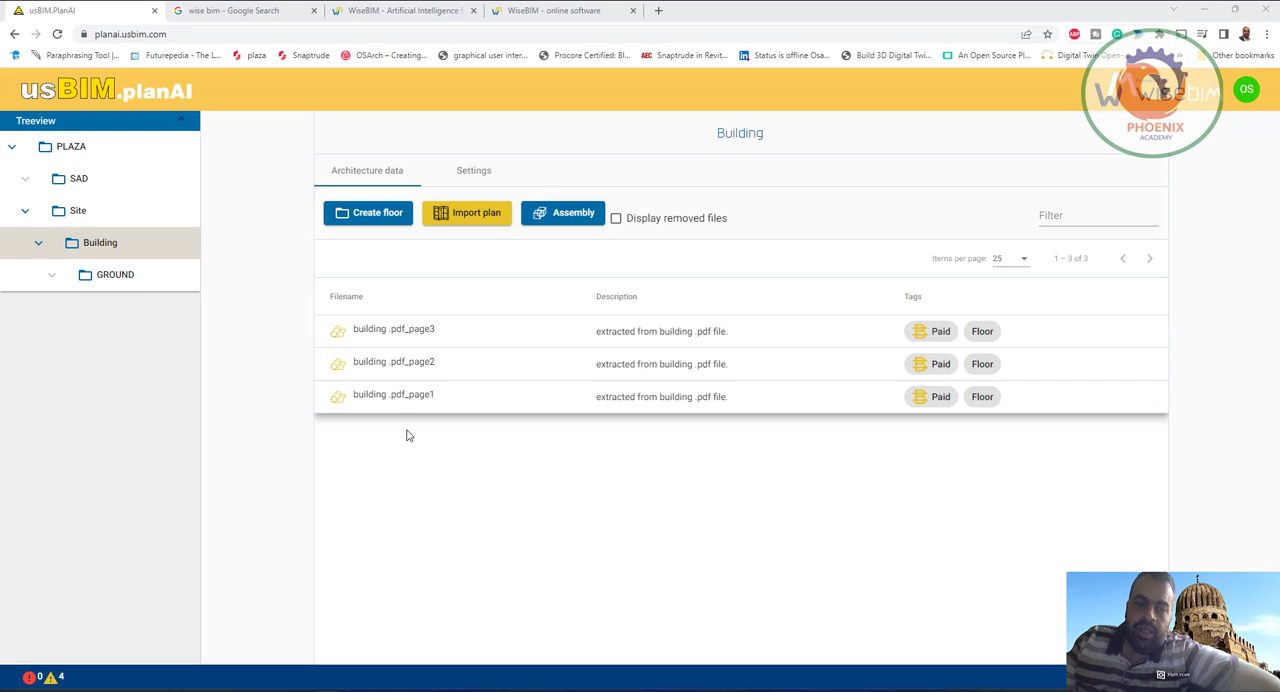 usBIM.PlanAI
wise bim - Google Search
WiseBIM - Artificial Intelligence
WiseBIM - online software
planai.usbim.com
Paraphrasing Tool |...
Futurepedia - The L...
plaza
Snaptrude
OSArch – Creating...
graphical user inter...
Procore Certified: Bl...
AEC
Snaptrude in Revit...
Status is offline Osa...
Build 3D Digital Twi...
An Open Source Pl...
Digital Twin Open-
Other bookmarks
usBIM.planAI
wisebim
OS
PHOENIX
ACADEMY
Treeview
PLAZA
SAD
Site
Building
GROUND
Building
Architecture data
Settings
Create floor
Import plan
Assembly
Display removed files
Filter
Items per page:
25
1 – 3 of 3
Filename
Description
Tags
building .pdf_page3
extracted from building .pdf file.
Paid
Floor
building .pdf_page2
extracted from building .pdf file.
Paid
Floor
building .pdf_page1
extracted from building .pdf file.
Paid
Floor
0
4